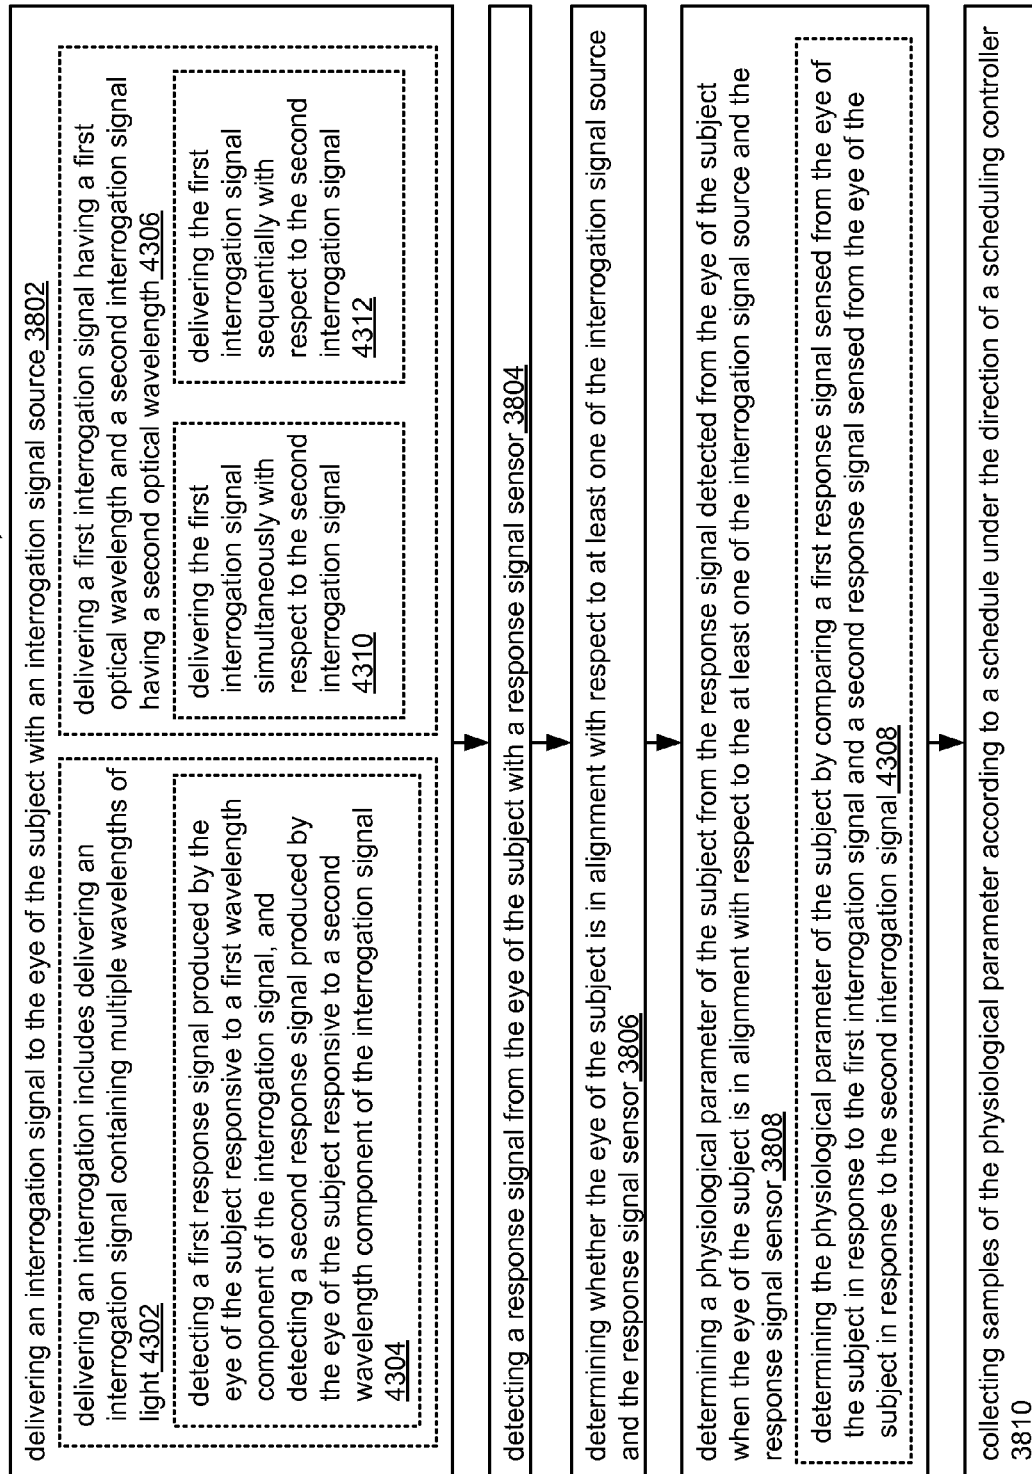 delivering an interrogation signal to the eye of the subject with an interrogation signal source 3802
delivering an interrogation includes delivering an
interrogation signal containing multiple wavelengths of
light 4302
detecting a first response signal produced by the
eye of the subject responsive to a first wavelength
component of the interrogation signal, and
detecting a second response signal produced by
the eye of the subject responsive to a second
wavelength component of the interrogation signal
4304
delivering a first interrogation signal having a first
optical wavelength and a second interrogation signal
having a second optical wavelength 4306
delivering the first
interrogation signal
simultaneously with
respect to the second
interrogation signal
4310
delivering the first
interrogation signal
sequentially with
respect to the second
interrogation signal
4312
detecting a response signal from the eye of the subject with a response signal sensor 3804
determining whether the eye of the subject is in alignment with respect to at least one of the interrogation signal source
and the response signal sensor 3806
determining a physiological parameter of the subject from the response signal detected from the eye of the subject
when the eye of the subject is in alignment with respect to the at least one of the interrogation signal source and the
response signal sensor 3808
determining the physiological parameter of the subject by comparing a first response signal sensed from the eye of
the subject in response to the first interrogation signal and a second response signal sensed from the eye of the
subject in response to the second interrogation signal 4308
collecting samples of the physiological parameter according to a schedule under the direction of a scheduling controller
3810